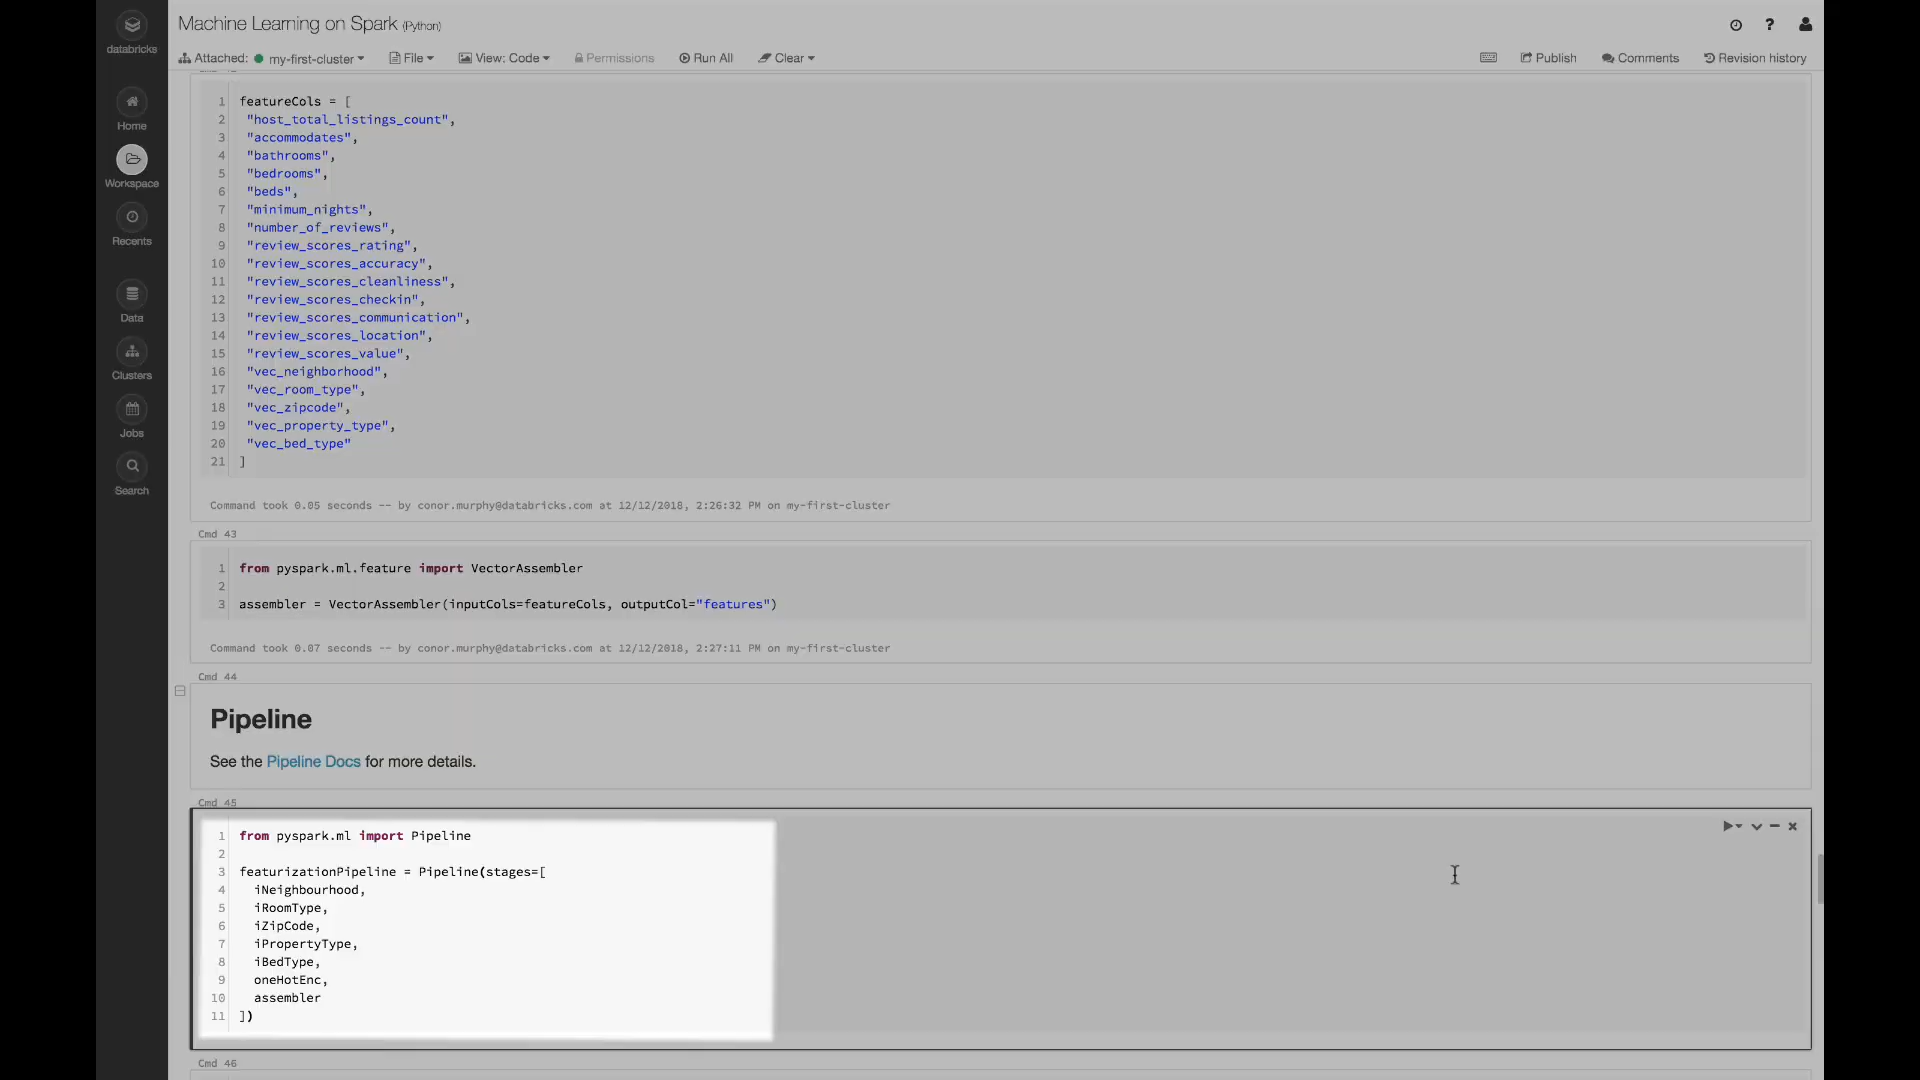 databricks
Home
Workspace
Recents
Data
Clusters
Jobs
Search
Machine Learning on Spark (Python)
Attached: my-first-cluster File View: Code Permissions Run All Clear Publish Comments Revision history
1 featureCols = [
2 "host_total_listings_count",
3 "accommodates",
4 "bathrooms",
5 "bedrooms",
6 "beds",
7 "minimum_nights",
8 "number_of_reviews",
9 "review_scores_rating",
10 "review_scores_accuracy",
11 "review_scores_cleanliness",
12 "review_scores_checkin",
13 "review_scores_communication",
14 "review_scores_location",
15 "review_scores_value",
16 "vec_neighborhood",
17 "vec_room_type",
18 "vec_zipcode",
19 "vec_property_type",
20 "vec_bed_type"
21 ]
Command took 0.05 seconds -- by conor.murphy@databricks.com at 12/12/2018, 2:26:32 PM on my-first-cluster
Cmd 43
1 from pyspark.ml.feature import VectorAssembler
2
3 assembler = VectorAssembler(inputCols=featureCols, outputCol="features")
Command took 0.07 seconds -- by conor.murphy@databricks.com at 12/12/2018, 2:27:11 PM on my-first-cluster
Cmd 44
Pipeline
See the Pipeline Docs for more details.
Cmd 45
1 from pyspark.ml import Pipeline
2
3 featurizationPipeline = Pipeline(stages=[
4 iNeighbourhood,
5 iRoomType,
6 iZipCode,
7 iPropertyType,
8 iBedType,
9 oneHotEnc,
10 assembler
11 ])
Cmd 46